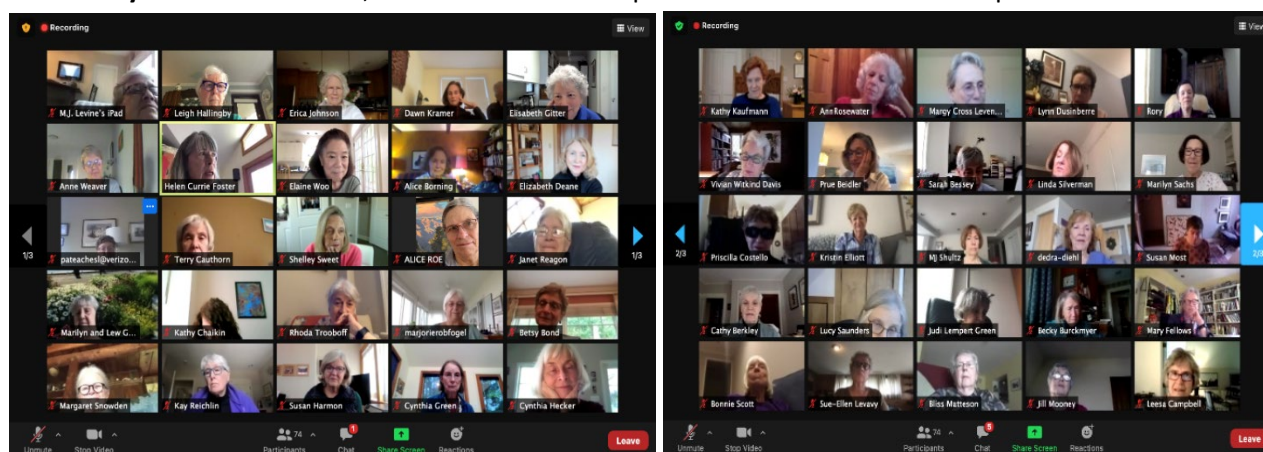 Recording
View
M.J. Levine's iPad
Leigh Hallingby
Erica Johnson
Dawn Kramer
Elisabeth Gitter
Anne Weaver
Helen Currie Foster
Elaine Woo
Alice Borning
Elizabeth Deane
pateachesl@verizo...
Terry Cauthorn
Shelley Sweet
ALICE ROE
Janet Reagon
1/3
1/3
Marilyn and Lew G...
Kathy Chaikin
Rhoda Trooboff
marjorierobfogel
Betsy Bond
Margaret Snowden
Kay Reichlin
Susan Harmon
Cynthia Green
Cynthia Hecker
Unmute
Stop Video
74
Participants
1
Chat
Share Screen
Reactions
Leave
Recording
View
Kathy Kaufmann
AnnRosewater
Margy Cross Leven...
Lynn Dusinberre
Rory
Vivian Witkind Davis
Prue Beidler
Sarah Bessey
Linda Silverman
Marilyn Sachs
Priscilla Costello
Kristin Elliott
MJ Shultz
dedra-diehl
Susan Most
2/3
2/3
Cathy Berkley
Lucy Saunders
Judi Lempert Green
Becky Burckmyer
Mary Fellows
Bonnie Scott
Sue-Ellen Levavy
Bliss Matteson
Jill Mooney
Leesa Campbell
Unmute
Stop Video
74
Participants
5
Chat
Share Screen
Reactions
Leave